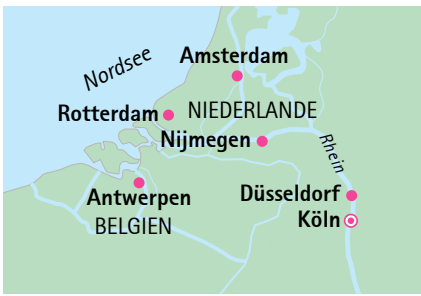 Nordsee
Amsterdam
Rotterdam
NIEDERLANDE
Nijmegen
Rhein
Antwerpen
BELGIEN
Düsseldorf
Köln